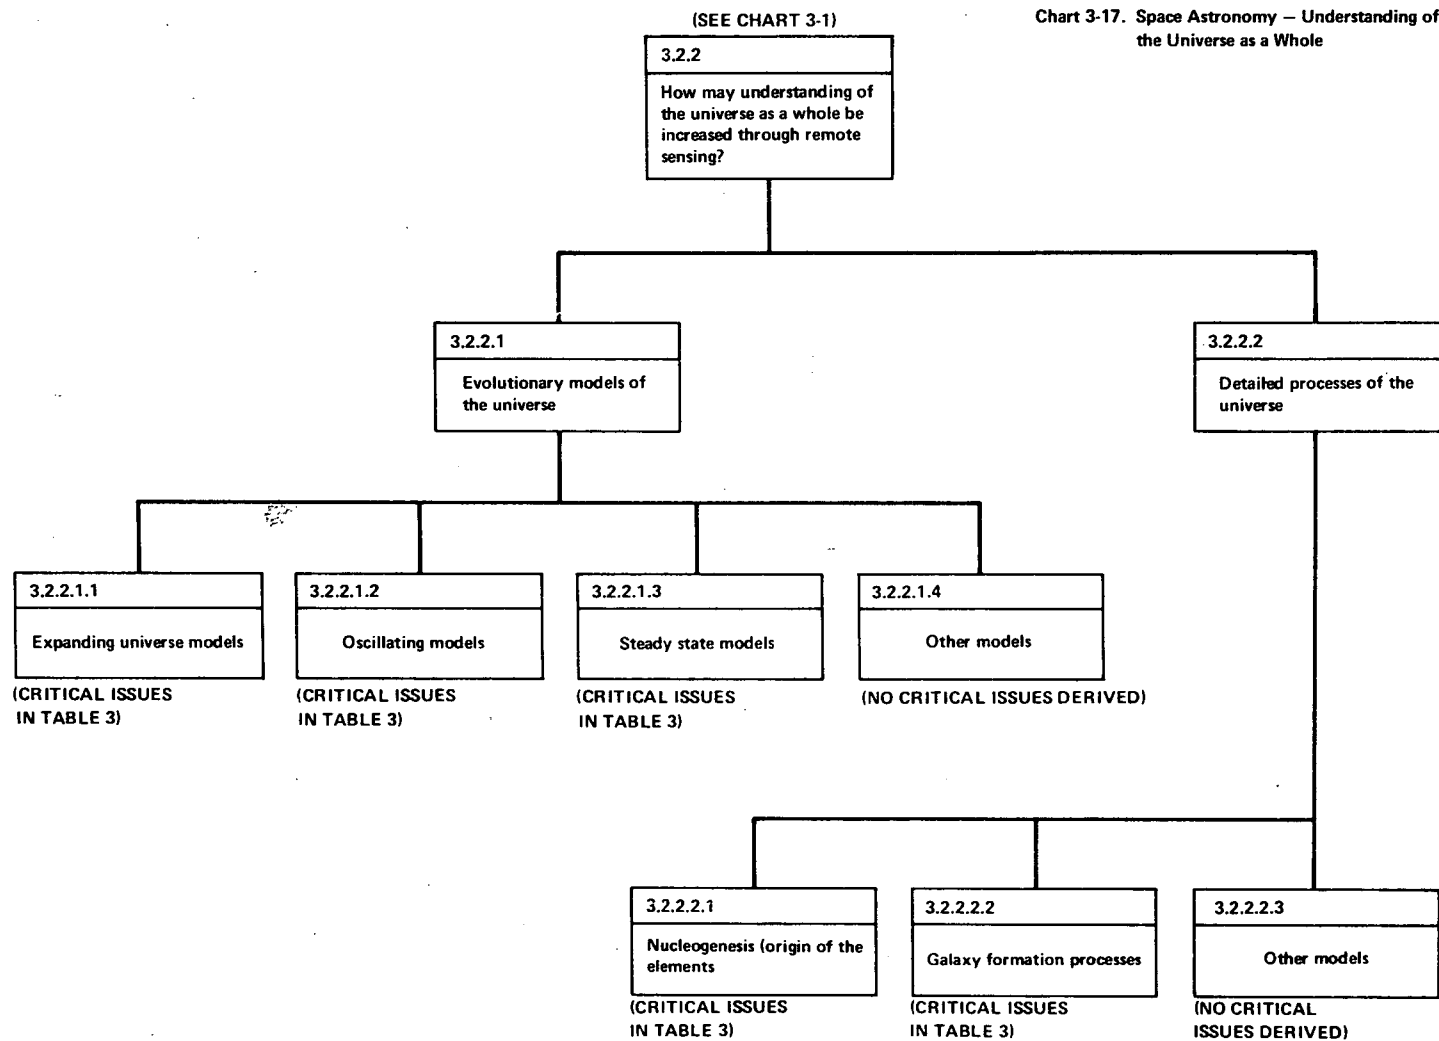 (SEE CHART 3-1)
Chart 3-17. Space Astronomy — Understanding of
the Universe as a Whole
3.2.2
How may understanding of
the universe as a whole be
increased through remote
sensing?
3.2.2.1
Evolutionary models of
the universe
3.2.2.2
Detailed processes of the
universe
3.2.2.1.1
Expanding universe models
(CRITICAL ISSUES
IN TABLE 3)
3.2.2.1.2
Oscillating models
(CRITICAL ISSUES
IN TABLE 3)
3.2.2.1.3
Steady state models
(CRITICAL ISSUES
IN TABLE 3)
3.2.2.1.4
Other models
(NO CRITICAL ISSUES DERIVED)
3.2.2.2.1
Nucleogenesis (origin of the
elements
(CRITICAL ISSUES
IN TABLE 3)
3.2.2.2.2
Galaxy formation processes
(CRITICAL ISSUES
IN TABLE 3)
3.2.2.2.3
Other models
(NO CRITICAL
ISSUES DERIVED)